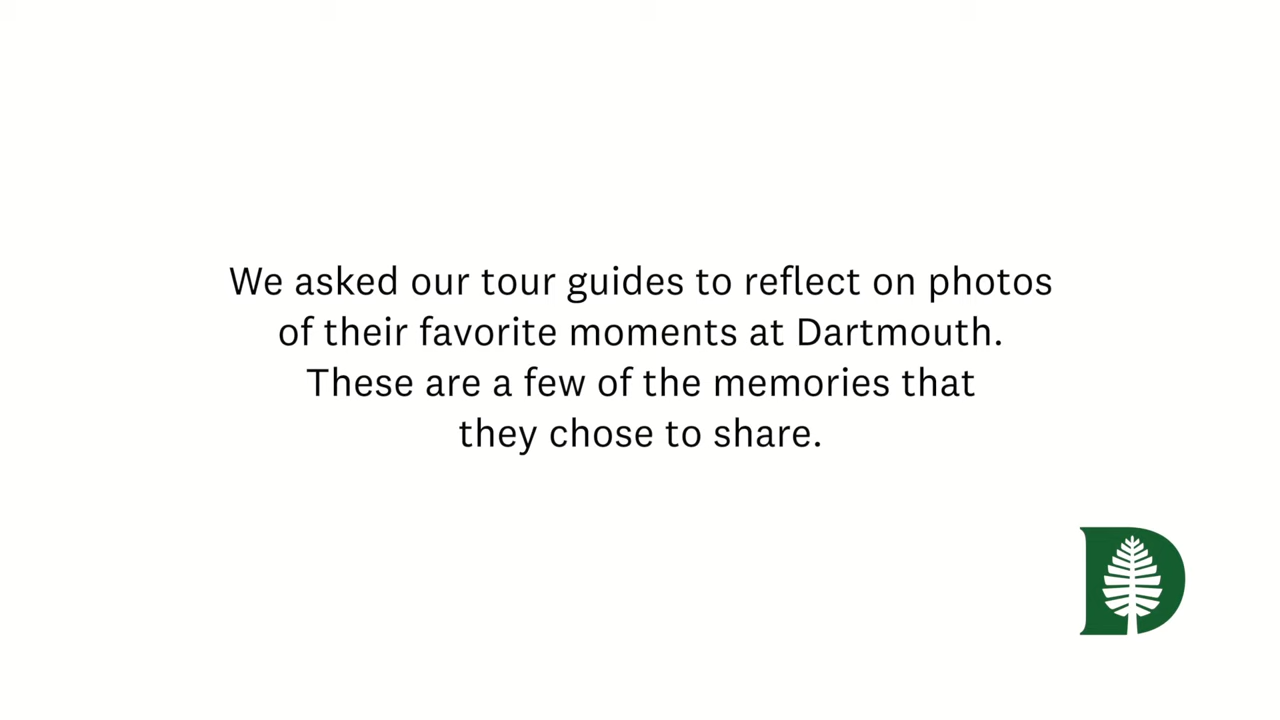 We asked our tour guides to reflect on photos
of their favorite moments at Dartmouth.
These are a few of the memories that
they chose to share.
D